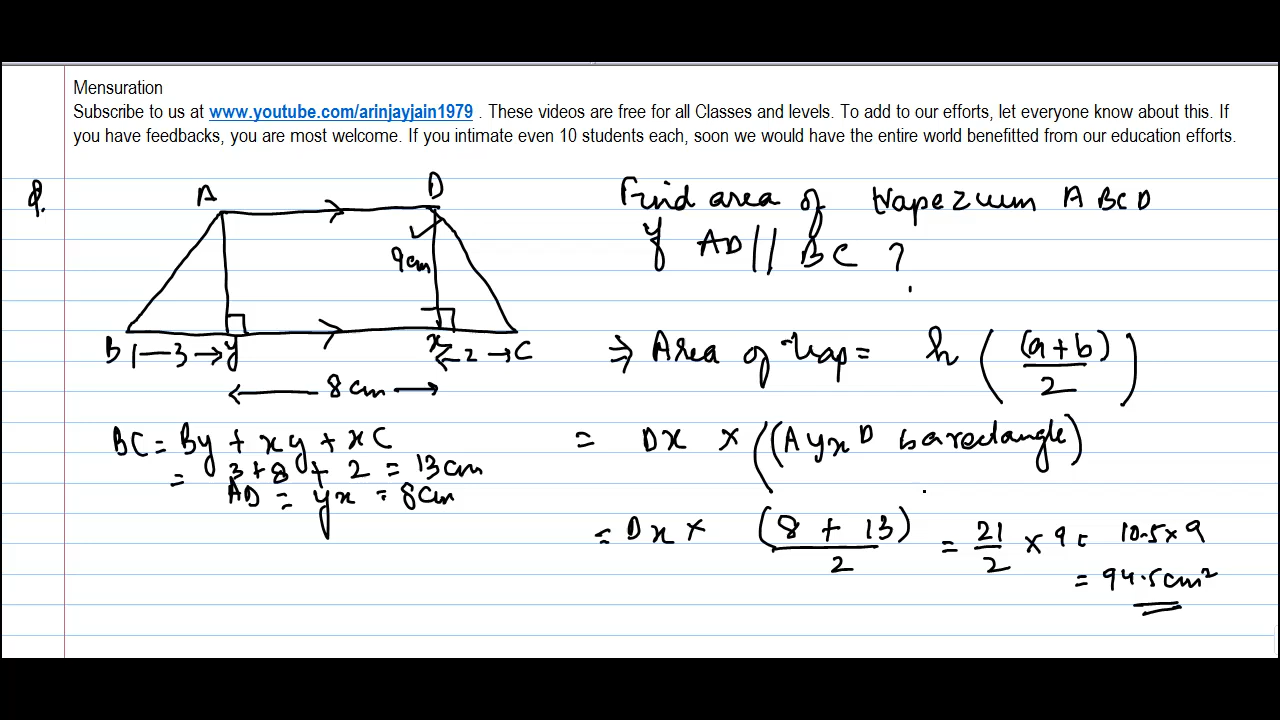 Mensuration
Subscribe to us at www.youtube.com/arinjayjain1979 . These videos are free for all Classes and levels. To add to our efforts, let everyone know about this. If
you have feedbacks, you are most welcome. If you intimate even 10 students each, soon we would have the entire world benefitted from our education efforts.
Q.
A D
9cm
B 3 y x 2 C
8 cm
BC = By + xy + xC
= 3 + 8 + 2 = 13cm
AD = yx = 8cm
Find area of trapezium ABCD
if AD || BC ?
⇒ Area of trap = h ( (a+b) / 2 )
= Dx × ( (Ayx D is a rectangle)
= Dx × (8 + 13) / 2 = 21 / 2 × 9 = 10.5 × 9
= 94.5cm²